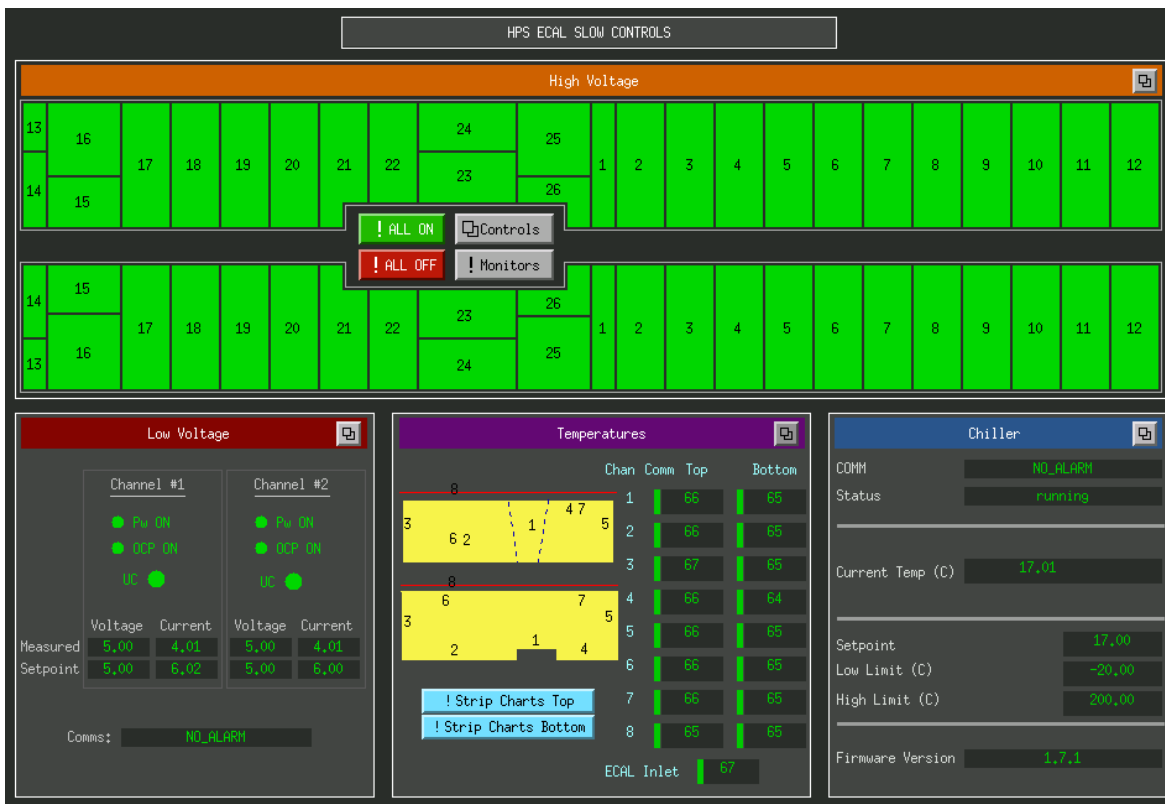 HPS ECAL SLOW CONTROLS
High Voltage
13 16 24 25
17 18 19 20 21 22 1 2 3 4 5 6 7 8 9 10 11 12
23
14 15 26
! ALL ON Controls
! ALL OFF ! Monitors
14 15 26
23
17 18 19 20 21 22 1 2 3 4 5 6 7 8 9 10 11 12
13 16 24 25
Low Voltage
Channel #1 Channel #2
Pw ON Pw ON
OCP ON OCP ON
UC UC
Voltage Current Voltage Current
Measured 5.00 4.01 5.00 4.01
Setpoint 5.00 6.02 5.00 6.00
Comms: NO_ALARM
Temperatures
Chan Comm Top Bottom
1 66 65
2 66 65
3 67 65
4 66 64
5 66 65
6 66 65
7 66 65
8 65 65
ECAL Inlet 67
8
3 6 2 1 4 7 5
8
6 7
3 5
2 1 4
! Strip Charts Top
! Strip Charts Bottom
Chiller
COMM NO_ALARM
Status running
Current Temp (C) 17.01
Setpoint 17.00
Low Limit (C) -20.00
High Limit (C) 200.00
Firmware Version 1.7.1